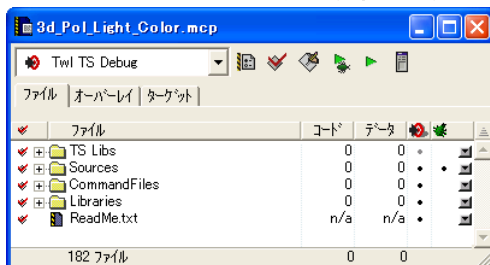 3d_Pol_Light_Color.mcp
Twl TS Debug
ファイル オーバーレイ ターゲット
ファイル コード データ
TS Libs 0 0
Sources 0 0
CommandFiles 0 0
Libraries 0 0
ReadMe.txt n/a n/a
182 ファイル 0 0